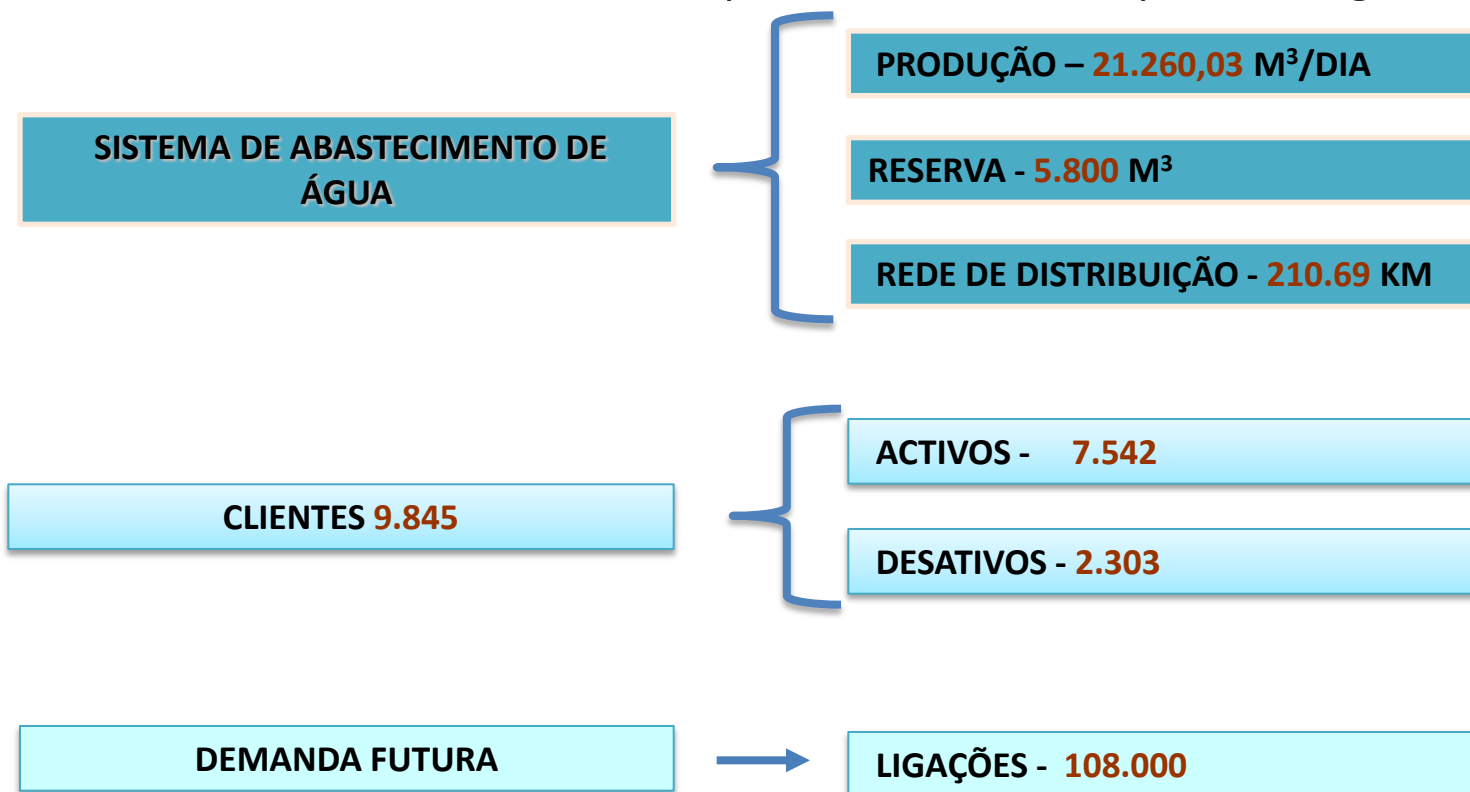 PRODUÇÃO – 21.260,03 M³/DIA
SISTEMA DE ABASTECIMENTO DE
ÁGUA
RESERVA - 5.800 M³
REDE DE DISTRIBUIÇÃO - 210.69 KM
ACTIVOS - 7.542
CLIENTES 9.845
DESATIVOS - 2.303
DEMANDA FUTURA
LIGAÇÕES - 108.000